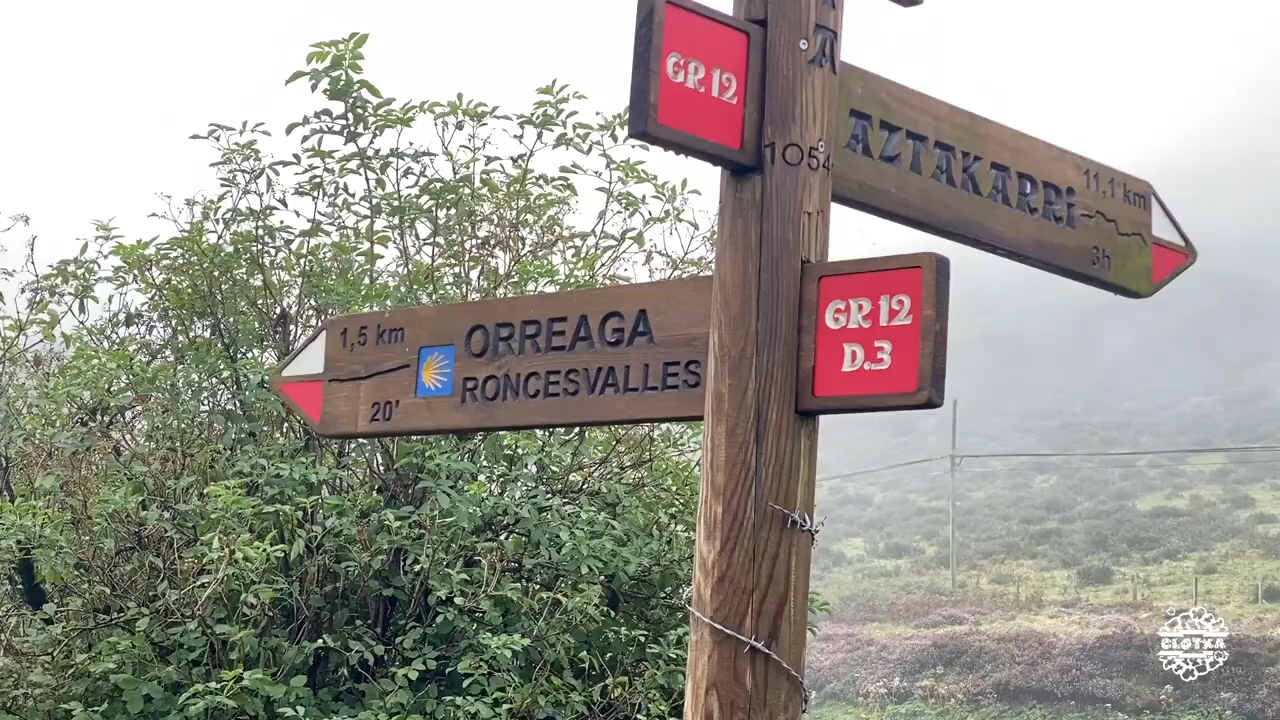 A
GR 12
1054
AZTAKARRi
11,1 km
3h
1,5 km
20'
ORREAGA
RONCESVALLES
GR 12
D.3
CLOTXA